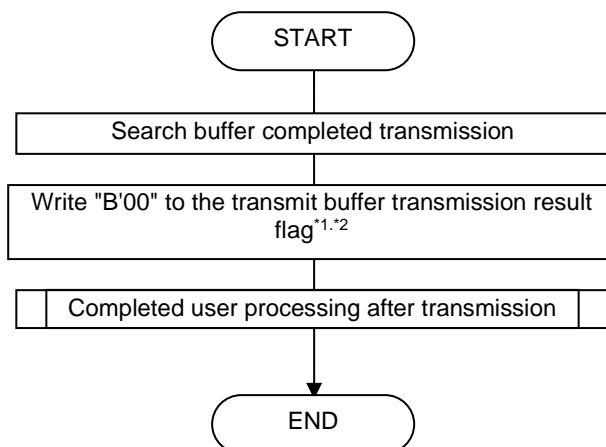 START
Search buffer completed transmission
Write "B'00" to the transmit buffer transmission result
flag*1.*2
Completed user processing after transmission
END